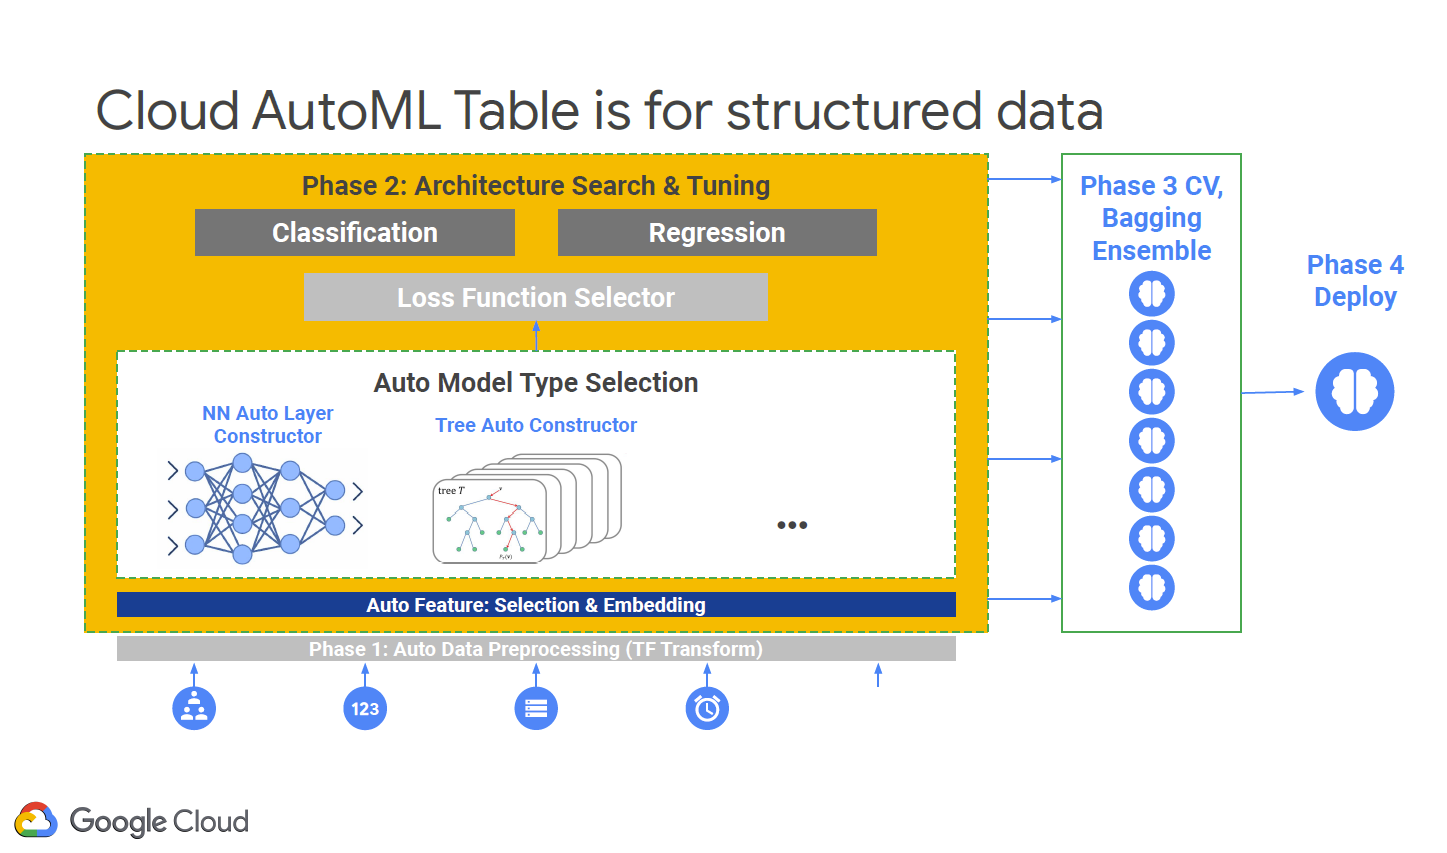 Cloud AutoML Table is for structured data
Phase 2: Architecture Search & Tuning
Classification
Regression
Loss Function Selector
Auto Model Type Selection
NN Auto Layer
Constructor
Tree Auto Constructor
tree T
v
P_T(v)
...
Auto Feature: Selection & Embedding
Phase 1: Auto Data Preprocessing (TF Transform)
123
Phase 3 CV,
Bagging
Ensemble
Phase 4
Deploy
Google Cloud